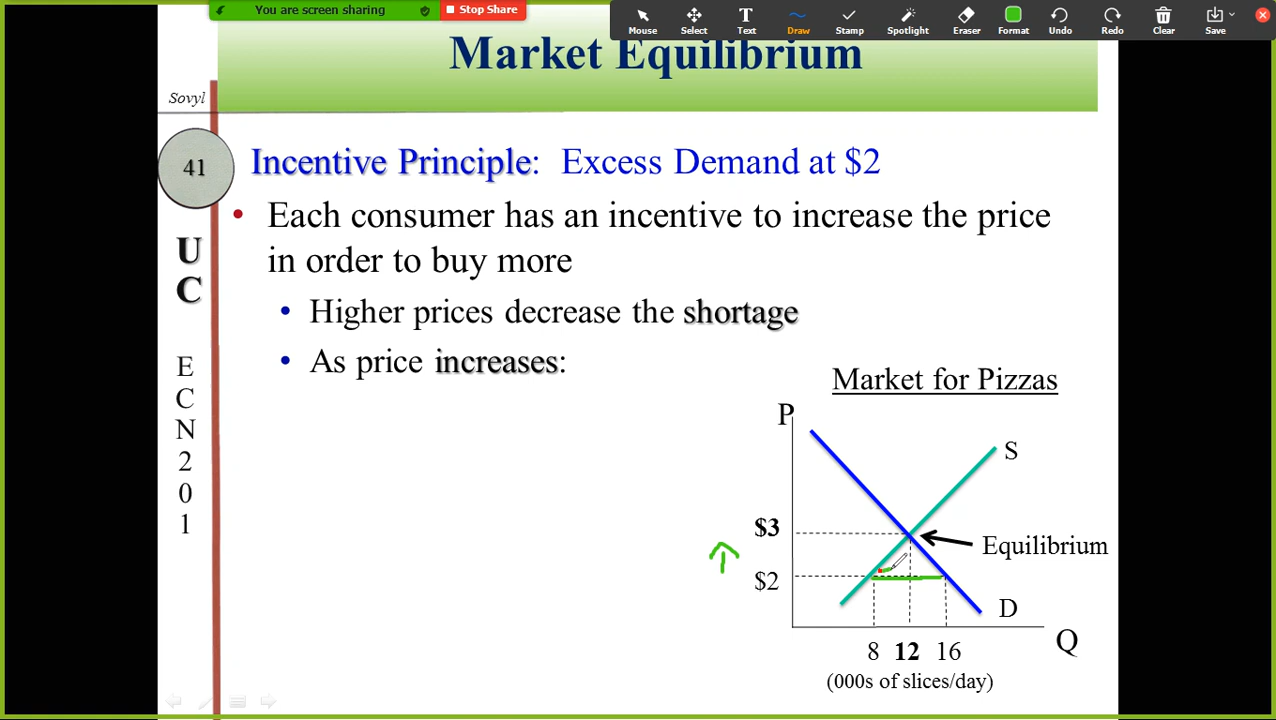 You are screen sharing
Stop Share
Mouse
Select
Text
Draw
Stamp
Spotlight
Eraser
Format
Undo
Redo
Clear
Save
Market Equilibrium
Sovyl
41
Incentive Principle: Excess Demand at $2
U
C
• Each consumer has an incentive to increase the price
in order to buy more
• Higher prices decrease the shortage
• As price increases:
E
C
N
2
0
1
Market for Pizzas
P
S
$3
Equilibrium
$2
D
Q
8 12 16
(000s of slices/day)